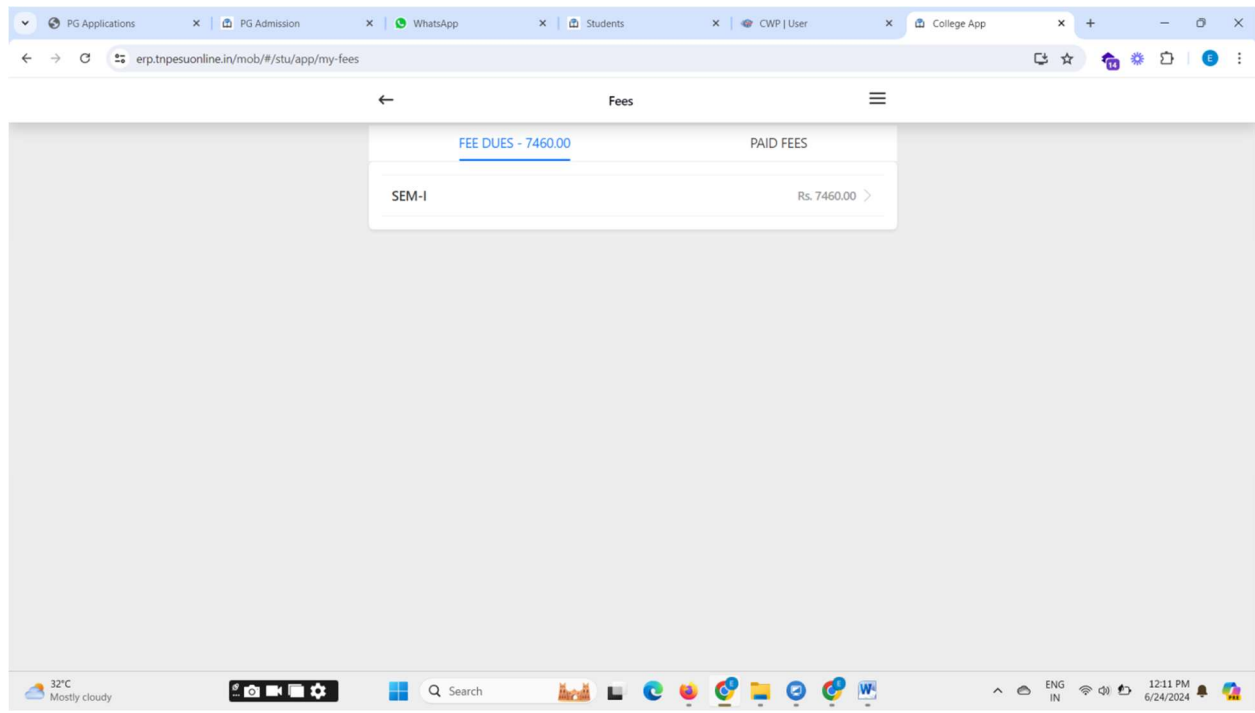 PG Applications PG Admission WhatsApp Students CWP | User College App
erp.tnpesuonline.in/mob/#/stu/app/my-fees
14
E
Fees
FEE DUES - 7460.00 PAID FEES
SEM-I Rs. 7460.00
32°C
Mostly cloudy
Search
ENG
IN
12:11 PM
6/24/2024